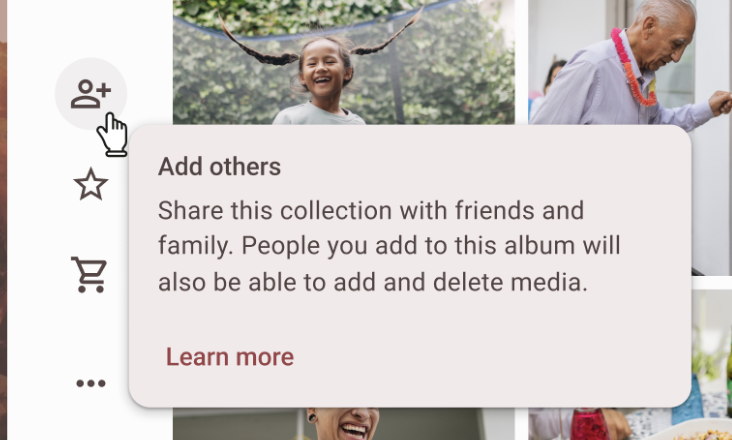 Add others
Share this collection with friends and
family. People you add to this album will
also be able to add and delete media.
Learn more